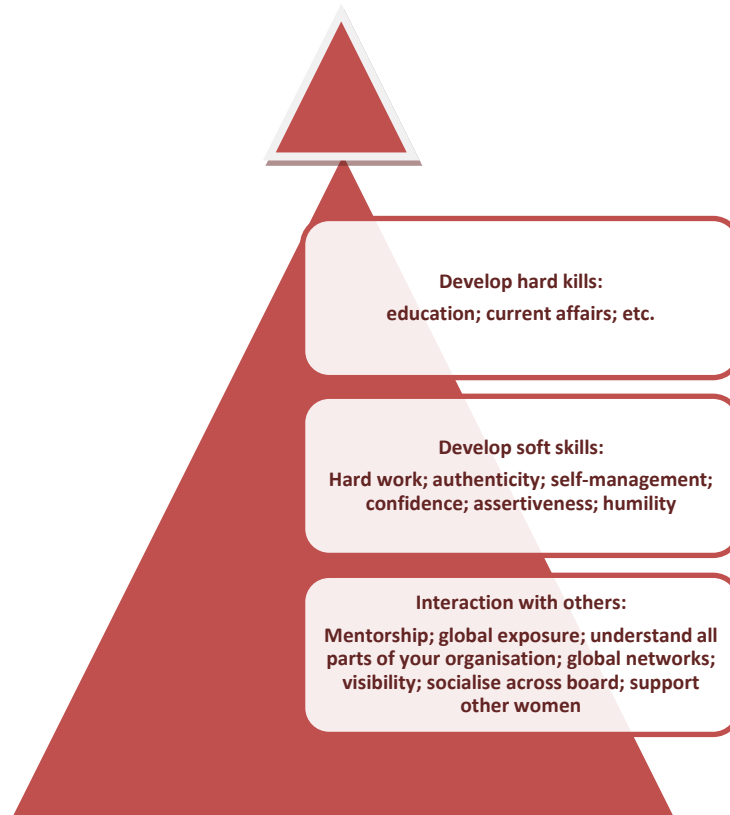 Develop hard kills:
education; current affairs; etc.
Develop soft skills:
Hard work; authenticity; self-management;
confidence; assertiveness; humility
Interaction with others:
Mentorship; global exposure; understand all
parts of your organisation; global networks;
visibility; socialise across board; support
other women